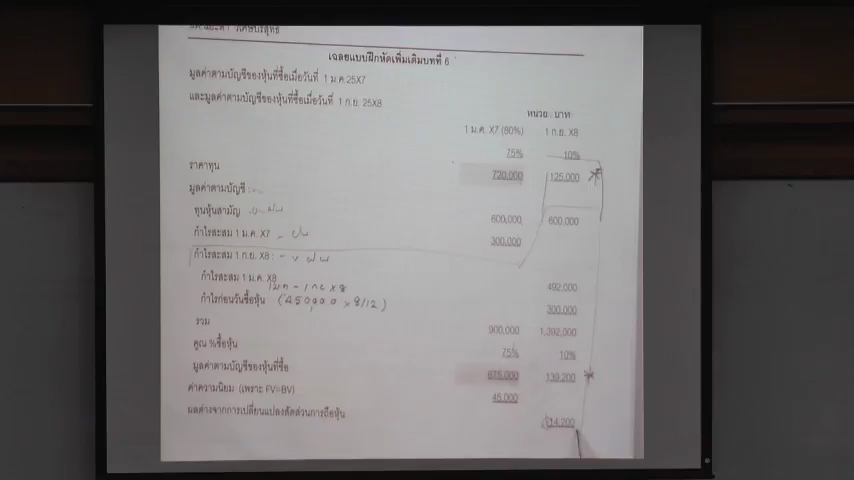 เฉลยแบบฝึกหัดเพิ่มเติมบทที่ 6
มูลค่าตามบัญชีของหุ้นที่ซื้อเมื่อวันที่ 1 ม.ค.25X7
และมูลค่าตามบัญชีของหุ้นที่ซื้อเมื่อวันที่ 1 ก.ย. 25X8
หน่วย : บาท
1 ม.ค. X7 (80%) 1 ก.ย. X8
75% 10%
ราคาทุน 720,000 125,000
มูลค่าตามบัญชี :
ทุนหุ้นสามัญ 600,000 600,000
กำไรสะสม 1 ม.ค. X7 300,000
กำไรสะสม 1 ก.ย. X8 :
กำไรสะสม 1 ม.ค. X8 492,000
กำไรก่อนวันซื้อหุ้น (450000 x 8/12) 300,000
รวม 900,000 1,392,000
คูณ %ซื้อหุ้น 75% 10%
มูลค่าตามบัญชีของหุ้นที่ซื้อ 675,000 139,200
ค่าความนิยม (เพราะ FV=BV) 45,000
ผลต่างจากการเปลี่ยนแปลงสัดส่วนการถือหุ้น 14,200